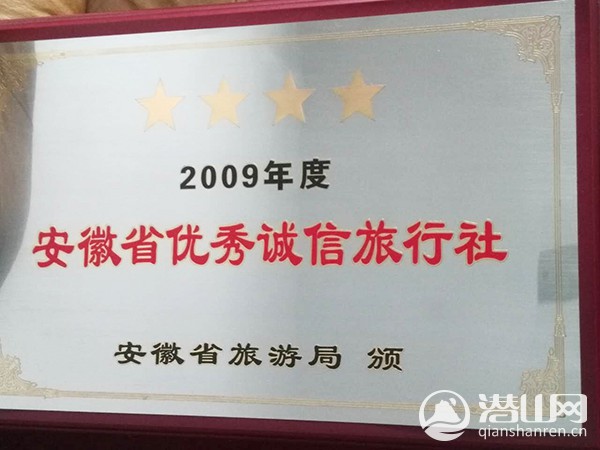 2009年度
安徽省优秀诚信旅行社
安徽省旅游局 颁
潜山网
qianshanren.cn